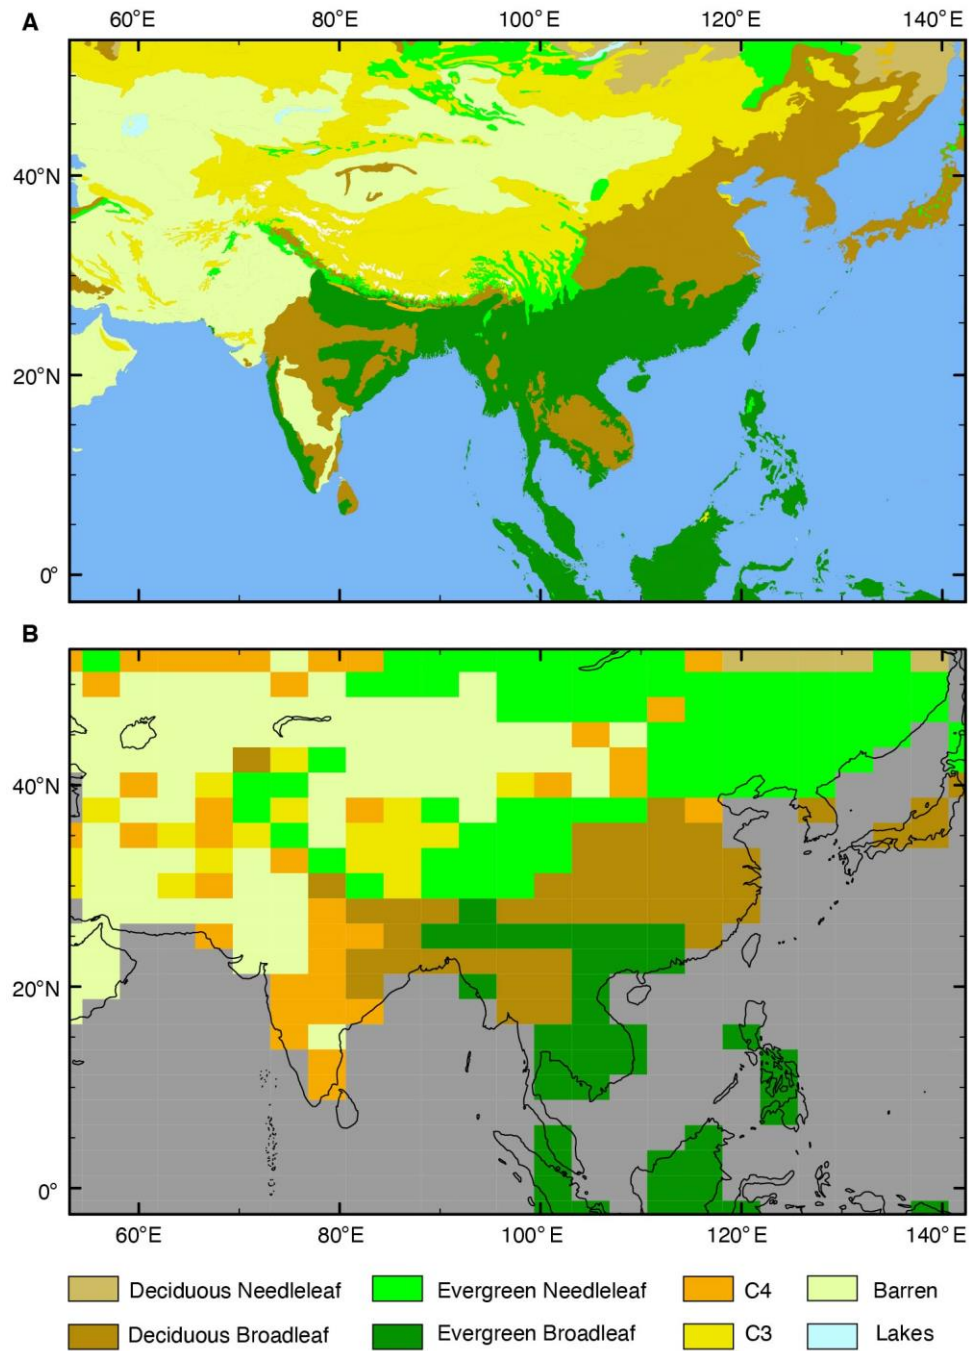 A
60°E 80°E 100°E 120°E 140°E
40°N
20°N
0°
B
40°N
20°N
0°
60°E 80°E 100°E 120°E 140°E
Deciduous Needleleaf Evergreen Needleleaf C4 Barren
Deciduous Broadleaf Evergreen Broadleaf C3 Lakes